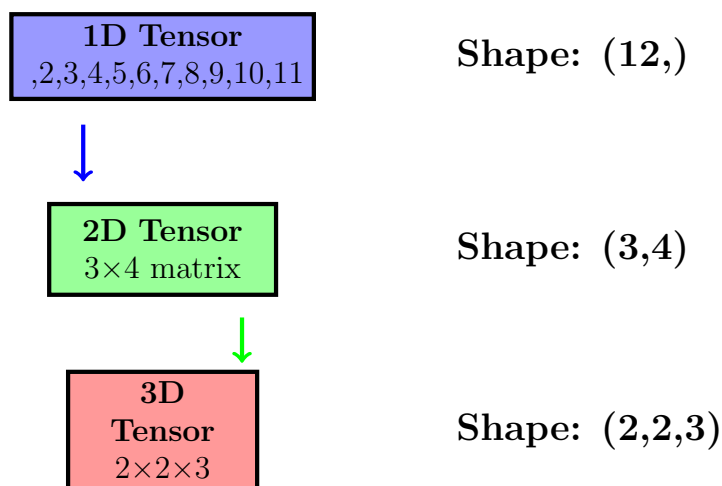 1D Tensor
,2,3,4,5,6,7,8,9,10,11
Shape: (12,)
2D Tensor
3×4 matrix
Shape: (3,4)
3D
Tensor
2×2×3
Shape: (2,2,3)